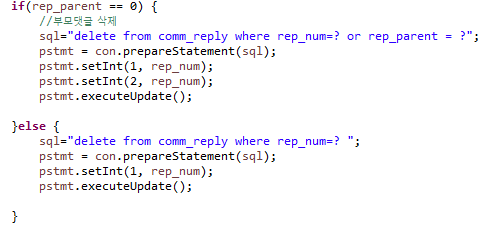 if(rep_parent == 0) {
//부모댓글 삭제
sql="delete from comm_reply where rep_num=? or rep_parent = ?";
pstmt = con.prepareStatement(sql);
pstmt.setInt(1, rep_num);
pstmt.setInt(2, rep_num);
pstmt.executeUpdate();
}else {
sql="delete from comm_reply where rep_num=? ";
pstmt = con.prepareStatement(sql);
pstmt.setInt(1, rep_num);
pstmt.executeUpdate();
}